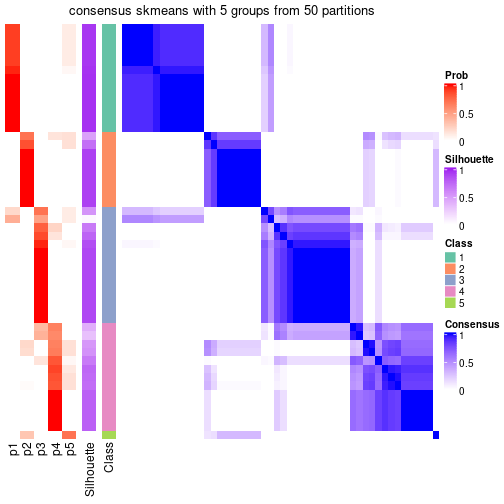 consensus skmeans with 5 groups from 50 partitions
Prob
1
0.5
0
Silhouette
1
0.5
0
Class
1
2
3
4
5
Consensus
1
0.5
0
p1
p2
p3
p4
p5
Silhouette
Class